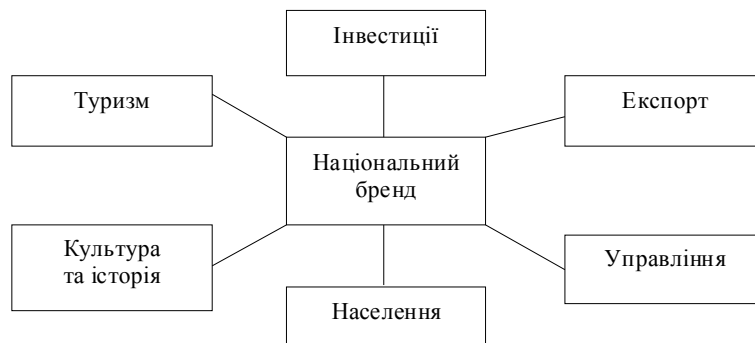 Інвестиції
Туризм
Експорт
Національний
бренд
Культура
та історія
Управління
Населення